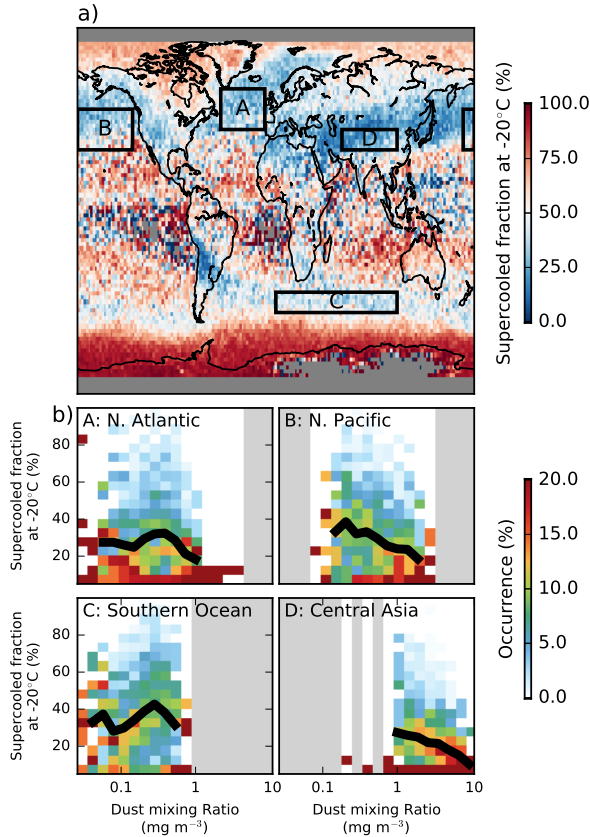 a)
A
B
D
C
100.0
75.0
50.0
25.0
0.0
Supercooled fraction at -20°C (%)
b)
A: N. Atlantic
B: N. Pacific
80
60
40
20
Supercooled fraction
at -20°C (%)
C: Southern Ocean
D: Central Asia
80
60
40
20
Supercooled fraction
at -20°C (%)
0.1
1
10
0.1
1
10
Dust mixing Ratio
(mg m⁻³)
Dust mixing Ratio
(mg m⁻³)
20.0
15.0
10.0
5.0
0.0
Occurrence (%)